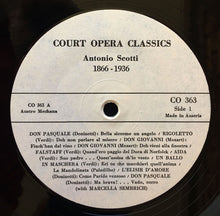 COURT OPERA CLASSICS
Antonio Scotti
1866 - 1936
CO 363 A
Austro Mechana
CO 363
Side 1
Made in Austria
DON PASQUALE (Donizetti): Bella siccome un angelo / RIGOLETTO
(Verdi): Deh non parlare al misero / DON GIOVANNI (Mozart):
Finch'han dal vino / DON GIOVANNI (Mozart): Deh vieni alla finestra /
FALSTAFF (Verdi): Quand'ero paggio del Duca di Norfolk / AIDA
(Verdi): Suo padre . . . Quest'assisa ch'io vesto / UN BALLO
IN MASCHERA (Verdi): Eri tu che macchiavi quell'anima /
La Mandolinata (Paladilhe) / L'ELISIR D'AMORE
(Donizetti): Come Paride vezzoso / DON PASQUALE
(Donizetti): Ma brava! . . . Vado, corro
(with MARCELLA SEMBRICH)